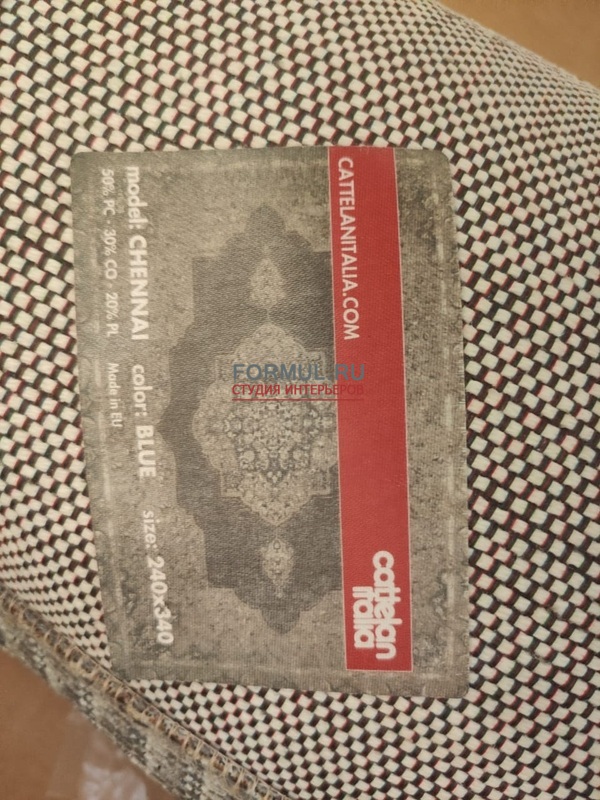 CATTELANITALIA.COM
cattelan
italia
FORMUL.RU
СТУДИЯ ИНТЕРЬЕРОВ
model: CHENNAI color: BLUE size: 240x340
50% PC - 30% CO - 20% PL Made in EU